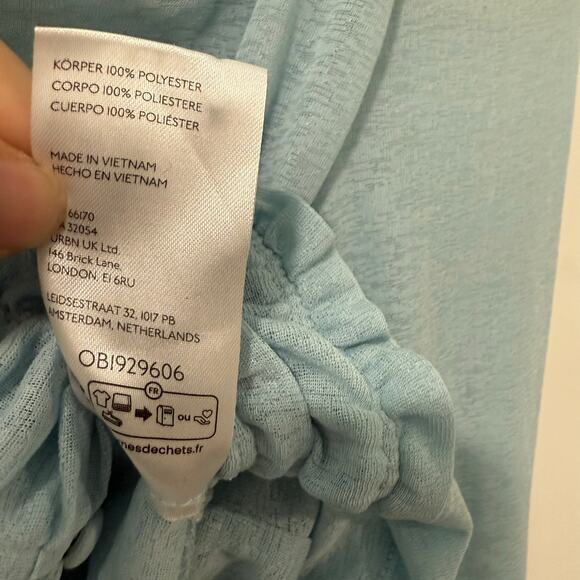 KÖRPER 100% POLYESTER
CORPO 100% POLIESTERE
CUERPO 100% POLIÉSTER
MADE IN VIETNAM
HECHO EN VIETNAM
66170
32054
URBN UK Ltd.
146 Brick Lane,
LONDON, E1 6RU
LEIDSESTRAAT 32, 1017 PB
AMSTERDAM, NETHERLANDS
OB1929606
FR
ou
nesdechets.fr